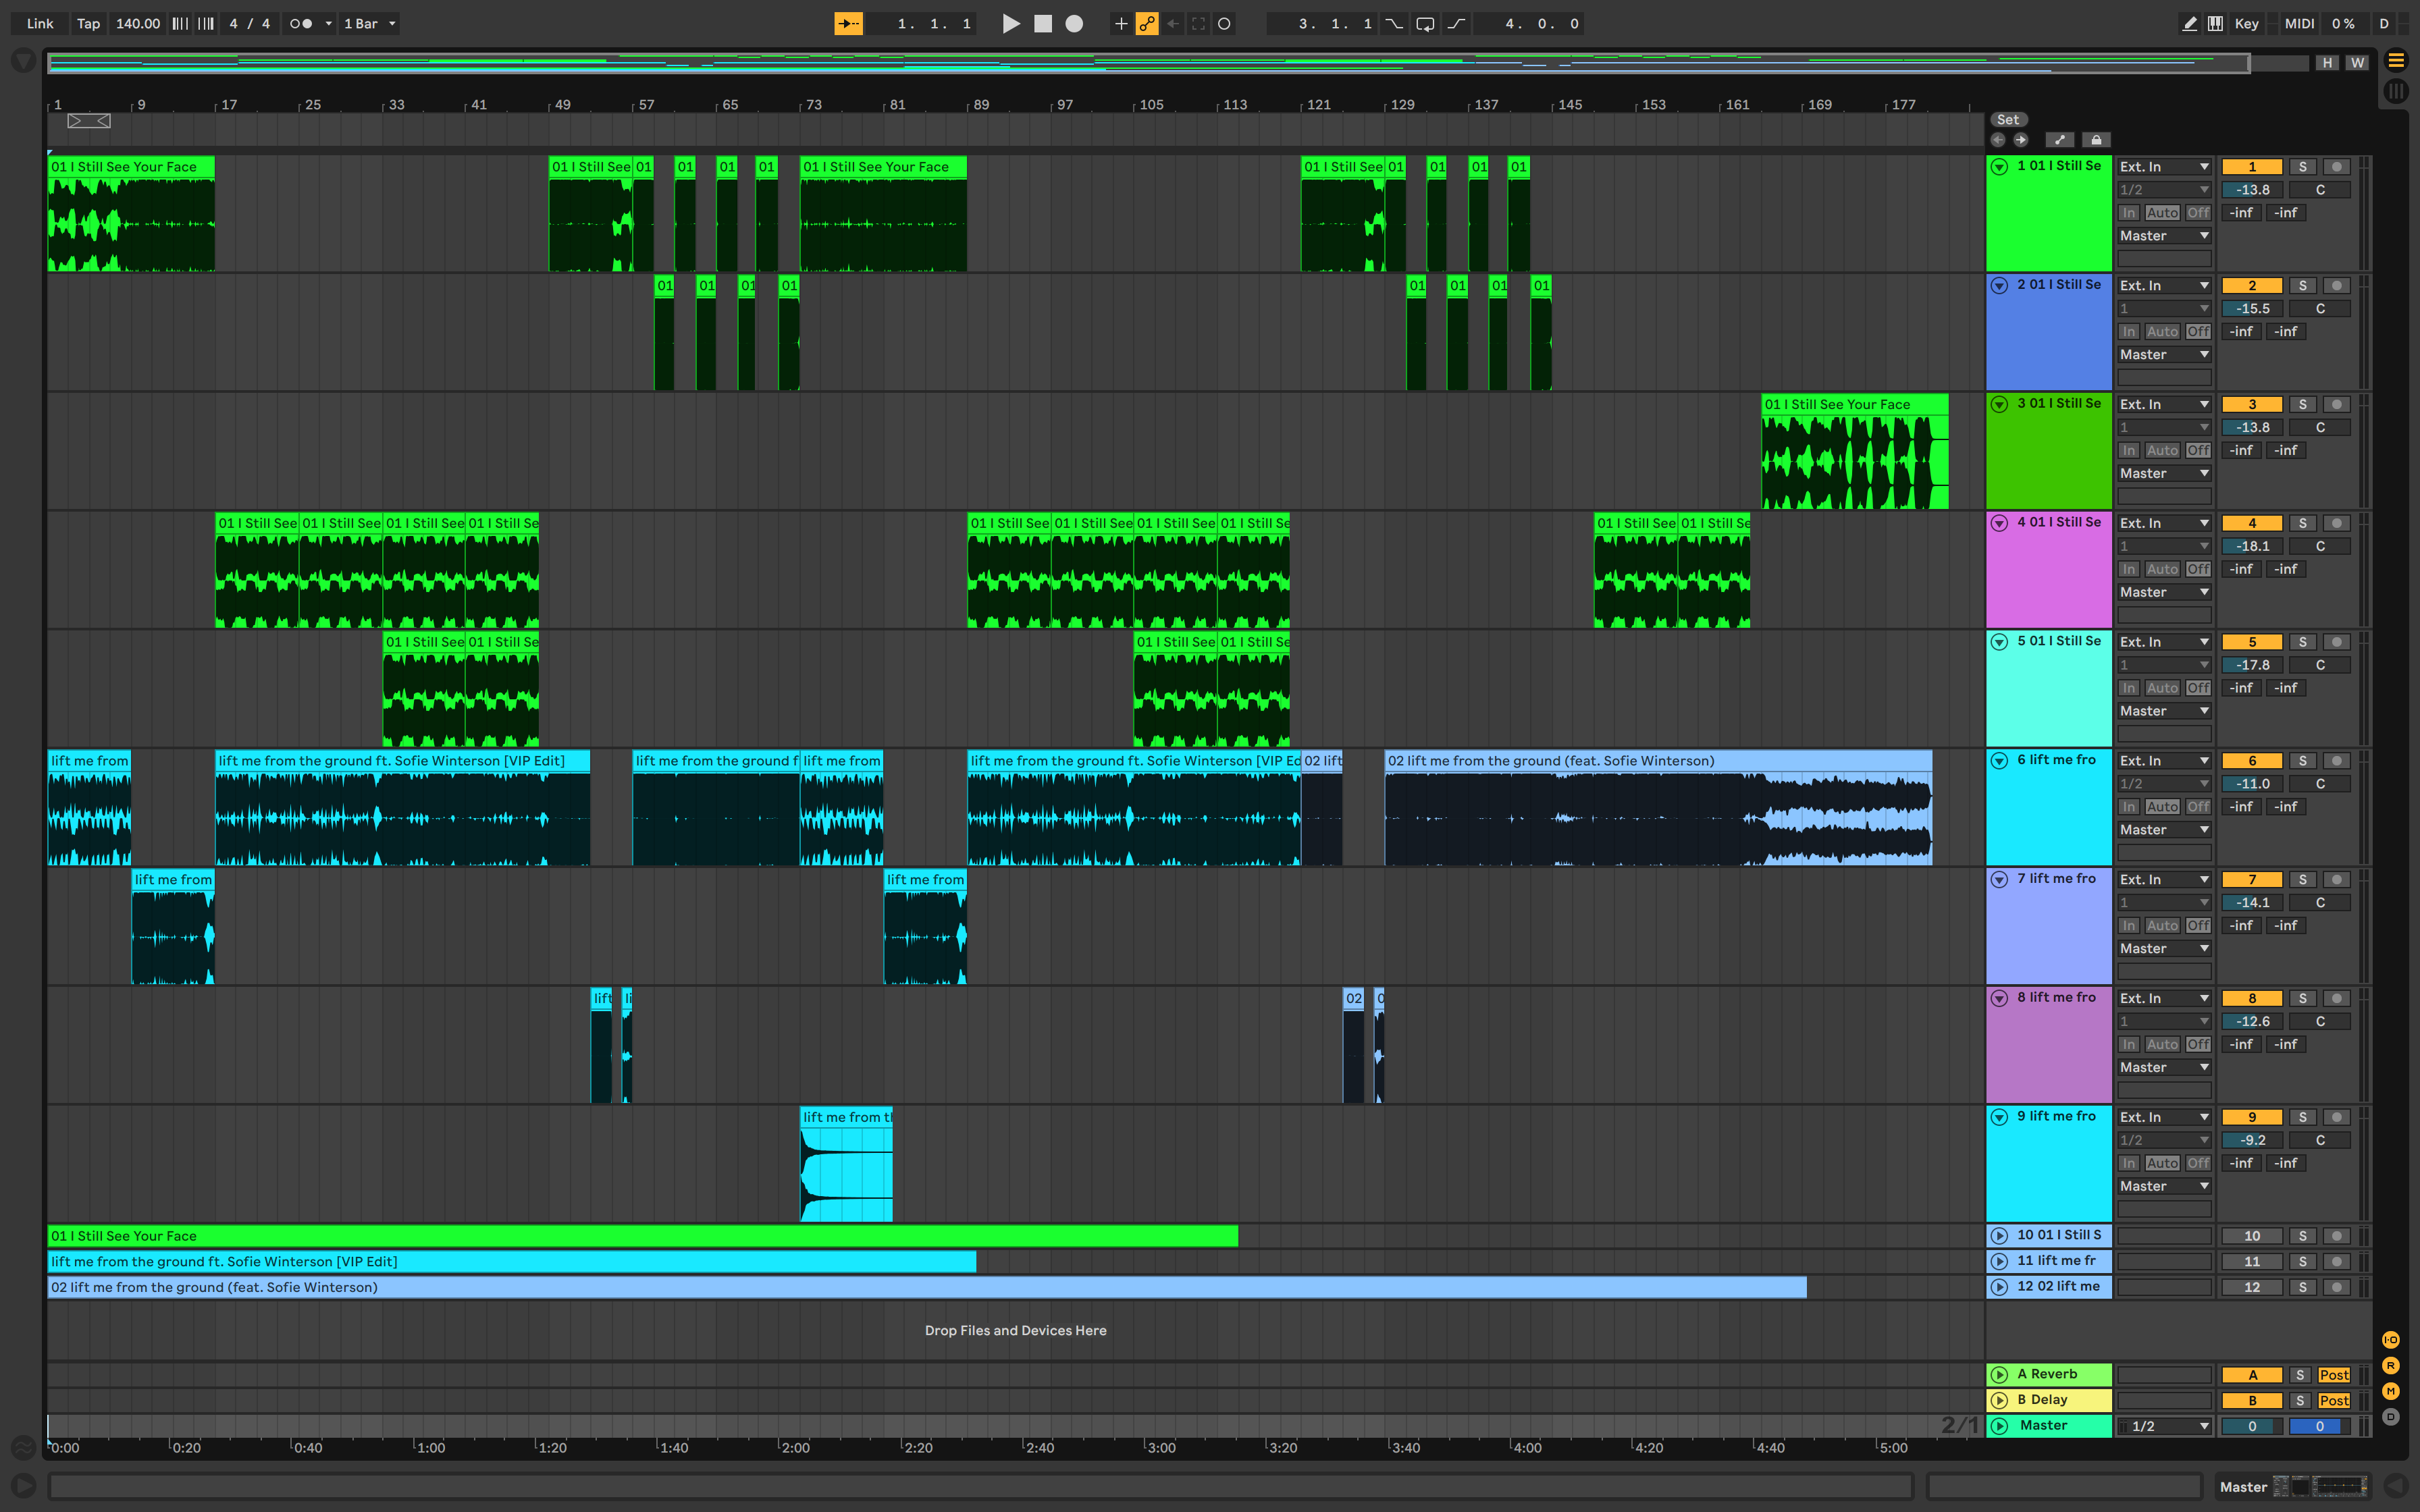 Link Tap 140.00 4 / 4 1 Bar 1. 1. 1 3. 1. 1 4. 0. 0 Key MIDI 0 % D
H W
1 9 17 25 33 41 49 57 65 73 81 89 97 105 113 121 129 137 145 153 161 169 177
Set
01 I Still See Your Face 01 I Still See 01 01 01 01 01 I Still See Your Face 01 I Still See 01 01 01 01 1 01 I Still Se Ext. In 1 S
1/2 -13.8 C
In Auto Off -inf -inf
Master
01 01 01 01 01 01 01 01 2 01 I Still Se Ext. In 2 S
1 -15.5 C
In Auto Off -inf -inf
Master
01 I Still See Your Face 3 01 I Still Se Ext. In 3 S
1 -13.8 C
In Auto Off -inf -inf
Master
01 I Still See 01 I Still See 01 I Still See 01 I Still Se 01 I Still See 01 I Still See 01 I Still See 01 I Still Se 01 I Still See 01 I Still Se 4 01 I Still Se Ext. In 4 S
1 -18.1 C
In Auto Off -inf -inf
Master
01 I Still See 01 I Still Se 01 I Still See 01 I Still Se 5 01 I Still Se Ext. In 5 S
1 -17.8 C
In Auto Off -inf -inf
Master
lift me from lift me from the ground ft. Sofie Winterson [VIP Edit] lift me from the ground f lift me from lift me from the ground ft. Sofie Winterson [VIP Ed 02 lift 02 lift me from the ground (feat. Sofie Winterson) 6 lift me fro Ext. In 6 S
1/2 -11.0 C
In Auto Off -inf -inf
Master
lift me from lift me from 7 lift me fro Ext. In 7 S
1 -14.1 C
In Auto Off -inf -inf
Master
lift li 02 0 8 lift me fro Ext. In 8 S
1 -12.6 C
In Auto Off -inf -inf
Master
lift me from th 9 lift me fro Ext. In 9 S
1/2 -9.2 C
In Auto Off -inf -inf
Master
01 I Still See Your Face 10 01 I Still S 10 S
lift me from the ground ft. Sofie Winterson [VIP Edit] 11 lift me fr 11 S
02 lift me from the ground (feat. Sofie Winterson) 12 02 lift me 12 S
Drop Files and Devices Here
I-O
R
A Reverb A S Post
M
B Delay B S Post
D
2/1 Master 1/2 0 0
0:00 0:20 0:40 1:00 1:20 1:40 2:00 2:20 2:40 3:00 3:20 3:40 4:00 4:20 4:40 5:00
Master